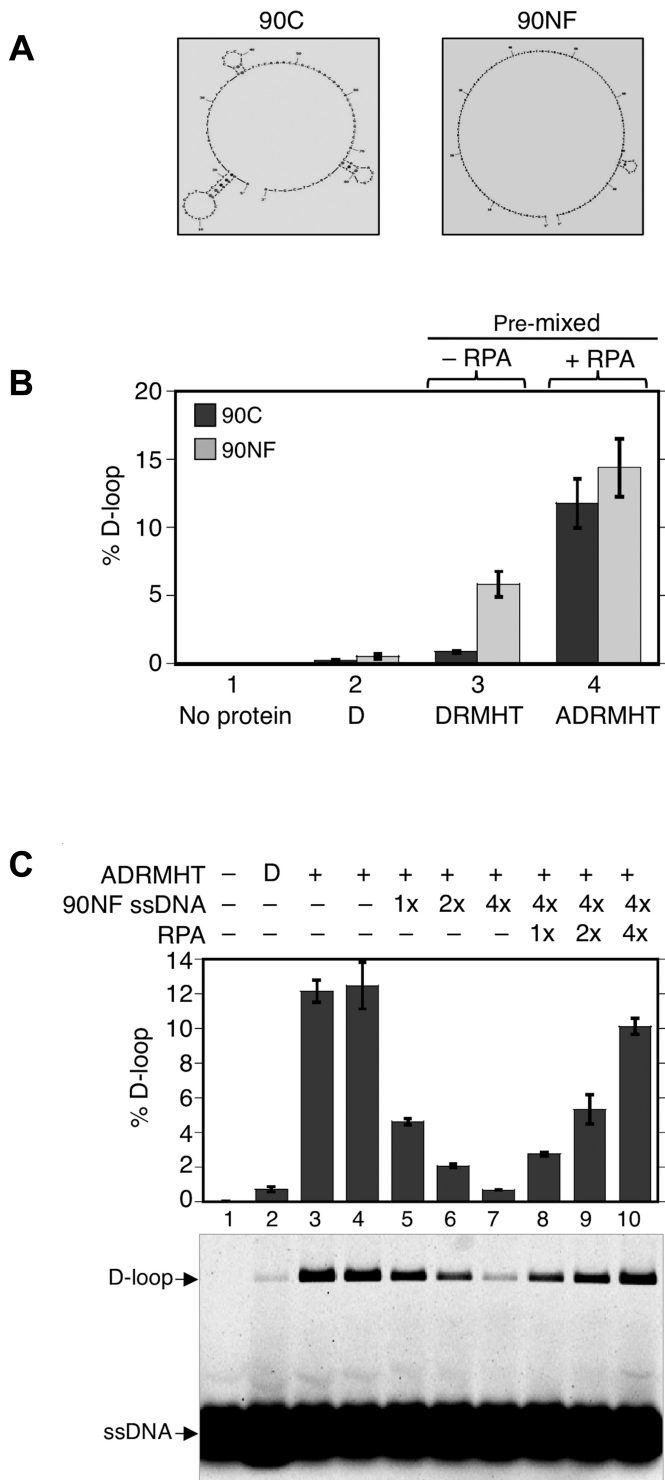 A
90C 90NF
B
Pre-mixed
– RPA + RPA
20
15
10
5
0
% D-loop
90C
90NF
1 2 3 4
No protein D DRMHT ADRMHT
C
ADRMHT – D + + + + + + + +
90NF ssDNA – – – – 1x 2x 4x 4x 4x 4x
RPA – – – – – – – 1x 2x 4x
14
12
10
8
6
4
2
0
% D-loop
1 2 3 4 5 6 7 8 9 10
D-loop
ssDNA